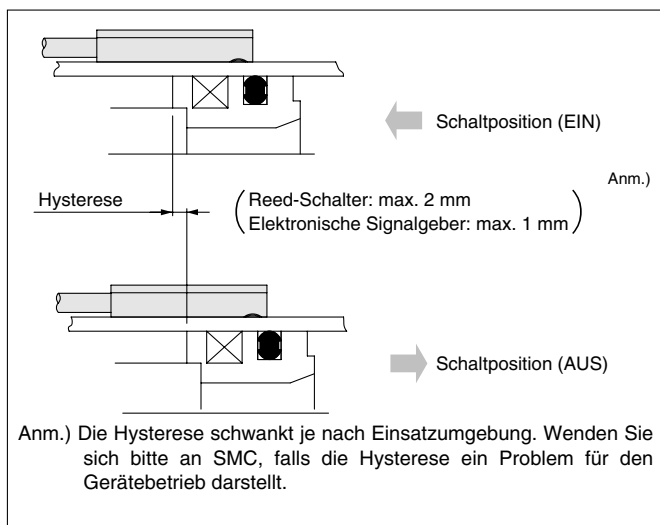 Schaltposition (EIN)
Anm.)
Hysterese
(Reed-Schalter: max. 2 mm
Elektronische Signalgeber: max. 1 mm)
Schaltposition (AUS)
Anm.) Die Hysterese schwankt je nach Einsatzumgebung. Wenden Sie
sich bitte an SMC, falls die Hysterese ein Problem für den
Gerätebetrieb darstellt.